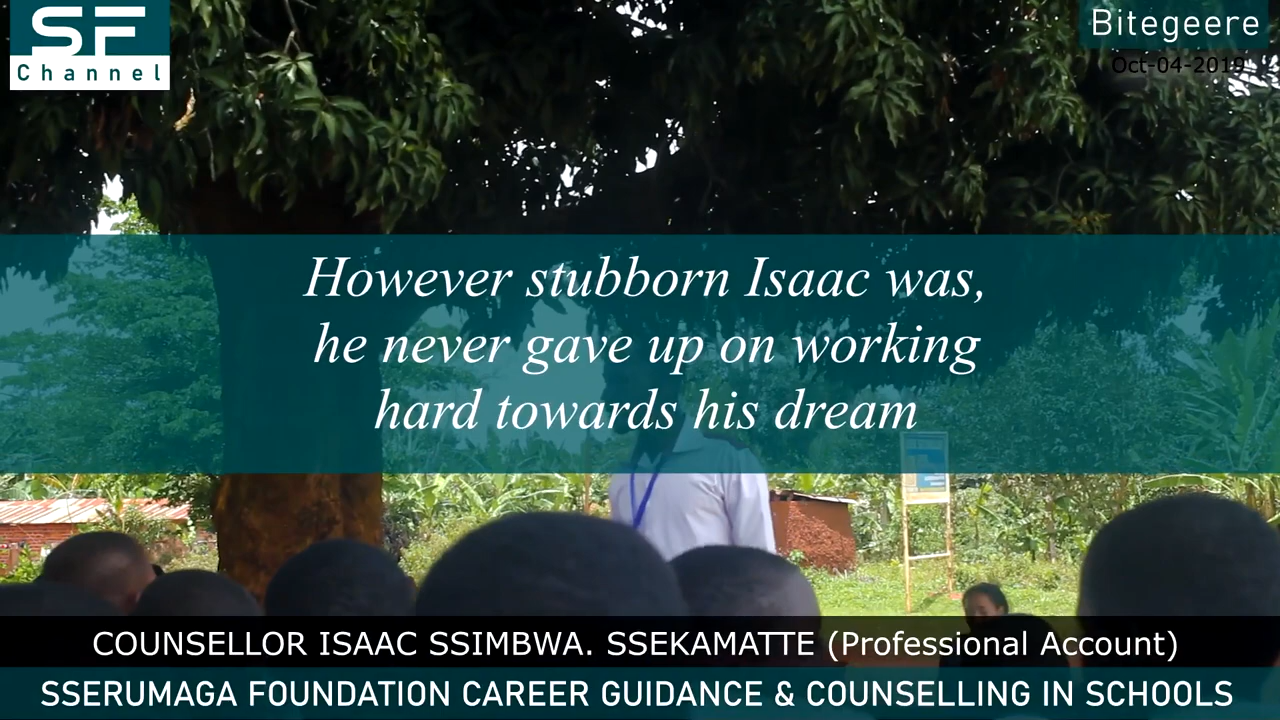 SF
Channel
Bitegeere
Oct-04-2019
However stubborn Isaac was,
he never gave up on working
hard towards his dream
COUNSELLOR ISAAC SSIMBWA. SSEKAMATTE (Professional Account)
SSERUMAGA FOUNDATION CAREER GUIDANCE & COUNSELLING IN SCHOOLS